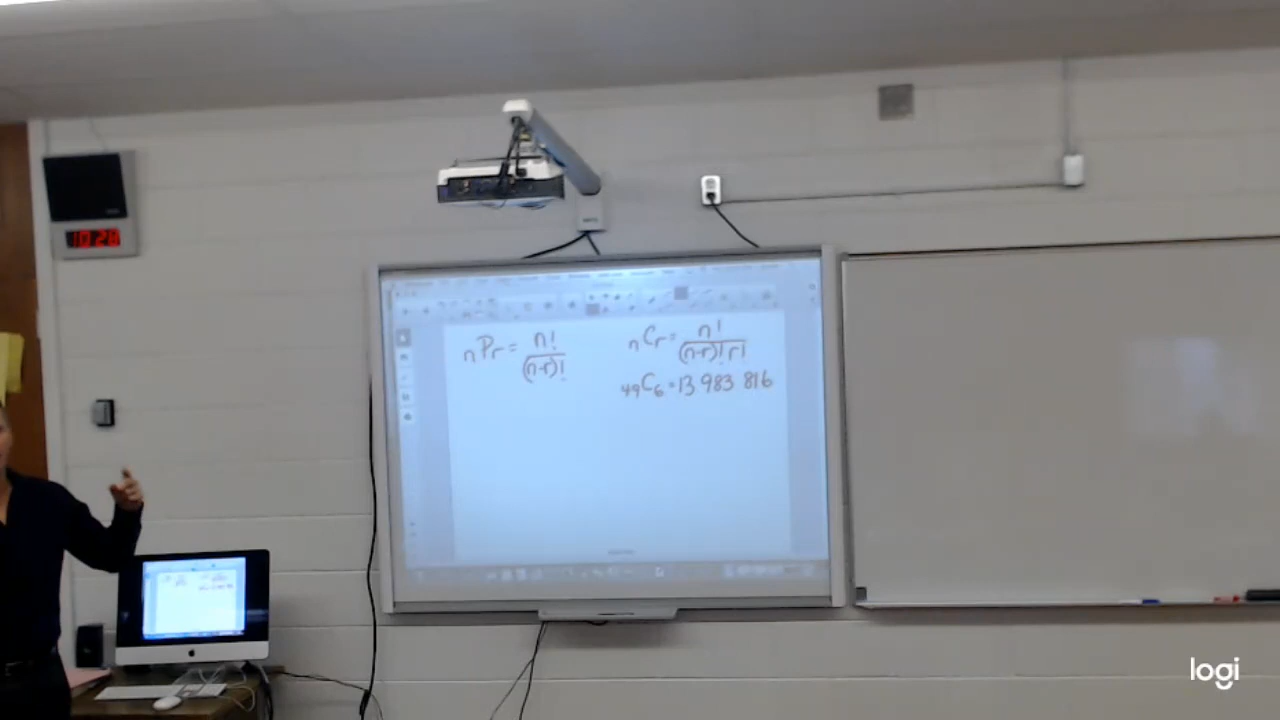 10:28
nPr = n!/(n-r)!
nCr = n!/(n-r)! r!
49C6 = 13 983 816
logi